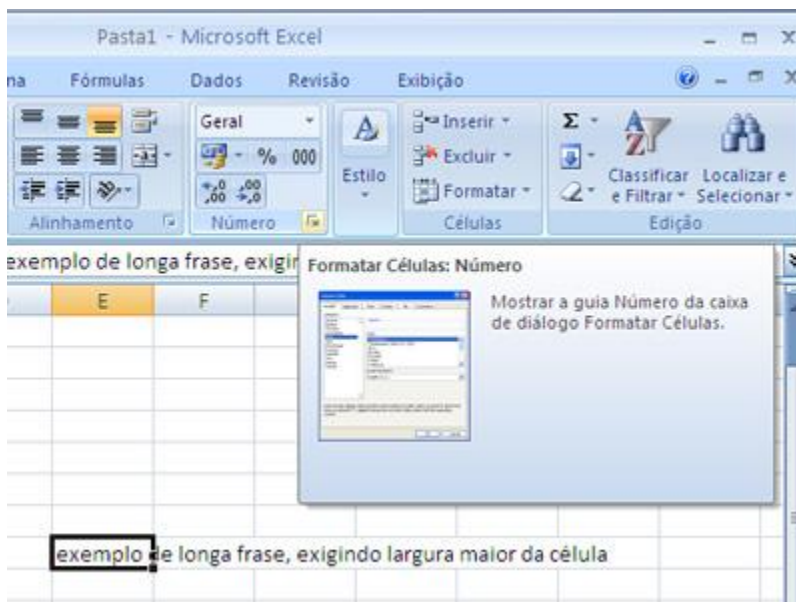 Pasta1 - Microsoft Excel
na Fórmulas Dados Revisão Exibição
Geral
% 000
Estilo
Inserir
Excluir
Formatar
Σ
Classificar e Filtrar
Localizar e Selecionar
Alinhamento Número Células Edição
exemplo de longa frase, exigir
Formatar Células: Número
Mostrar a guia Número da caixa
de diálogo Formatar Células.
E F
exemplo de longa frase, exigindo largura maior da célula